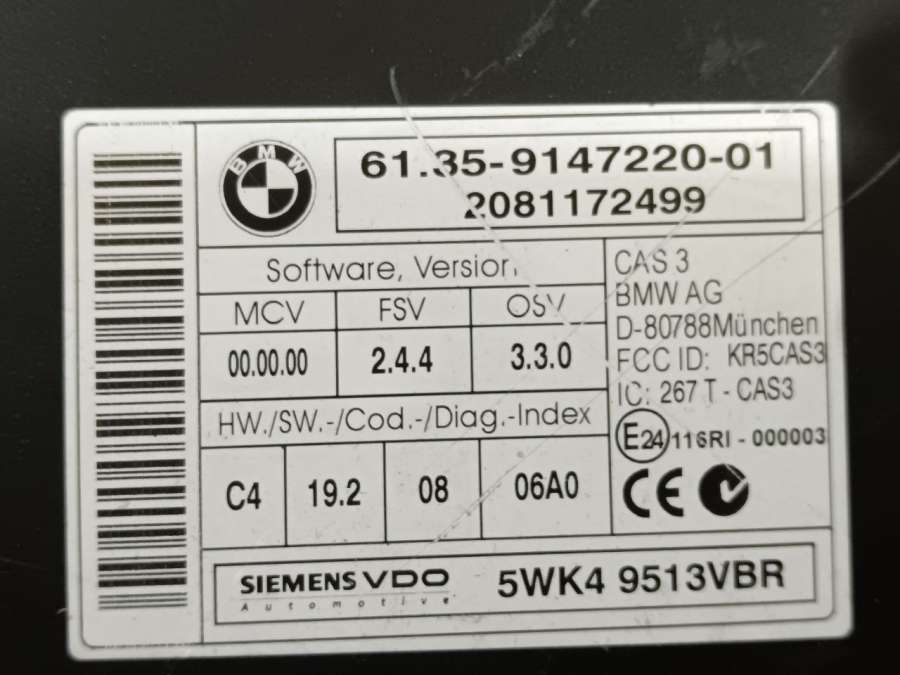 BMW
61.35-9147220-01
2081172499
Software, Version
MCV FSV OSV
00.00.00 2.4.4 3.3.0
HW./SW.-/Cod.-/Diag.-Index
C4 19.2 08 06A0
CAS 3
BMW AG
D-80788München
FCC ID: KR5CAS3
IC: 267 T - CAS3
E24 116RI - 000003
CE
SIEMENS VDO
Automotive
5WK4 9513VBR